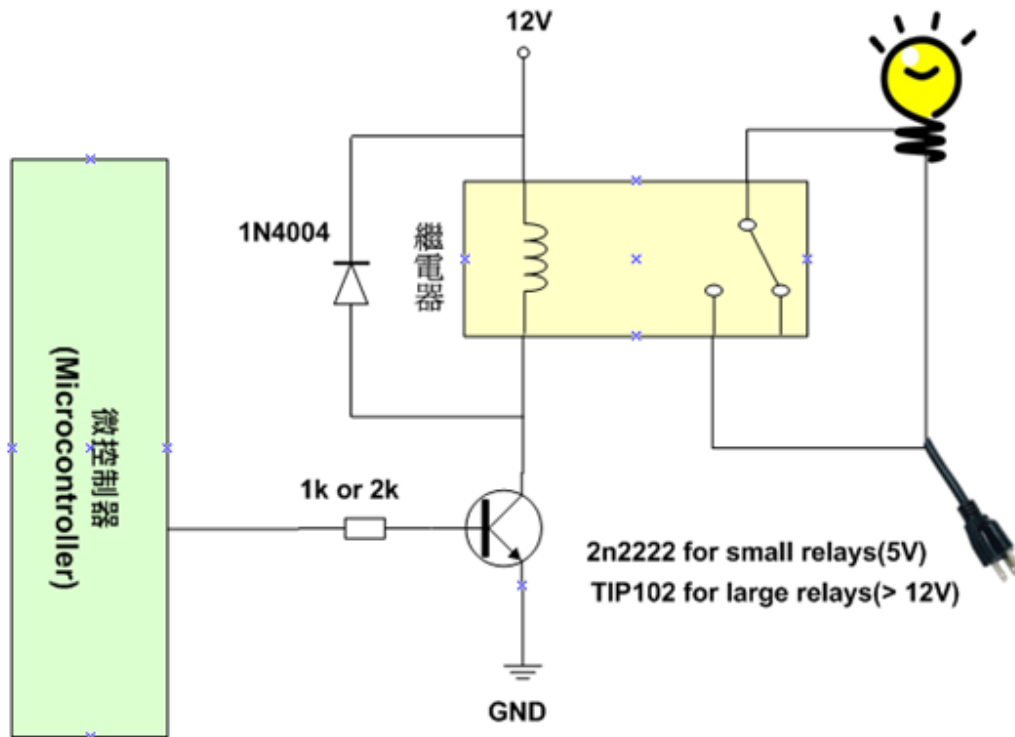 12V
1N4004
繼電器
微控制器
(Microcontroller)
1k or 2k
2n2222 for small relays(5V)
TIP102 for large relays(> 12V)
GND